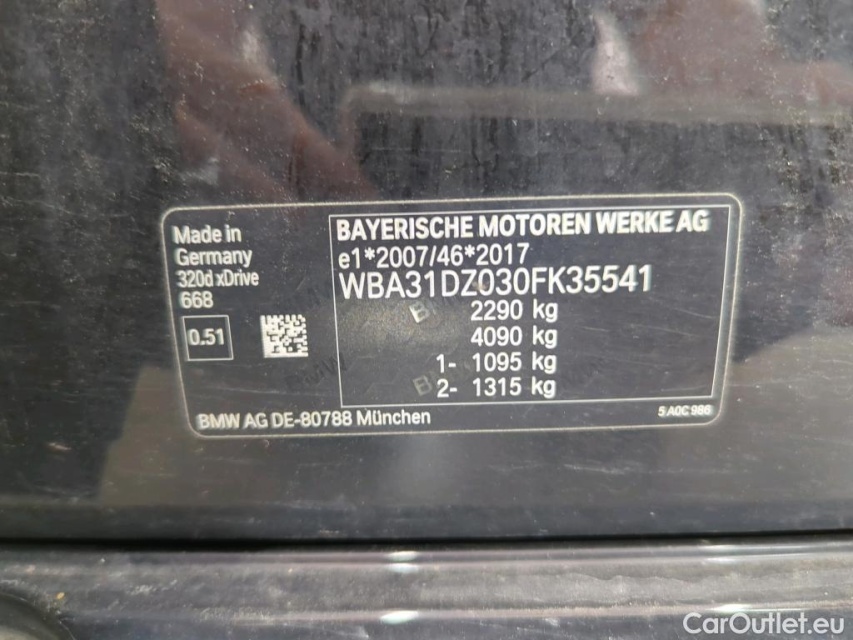 Made in
Germany
320d xDrive
668
0.51
BAYERISCHE MOTOREN WERKE AG
e1*2007/46*2017
WBA31DZ030FK35541
2290 kg
4090 kg
1- 1095 kg
2- 1315 kg
BMW AG DE-80788 München
5A0C986
CarOutlet.eu